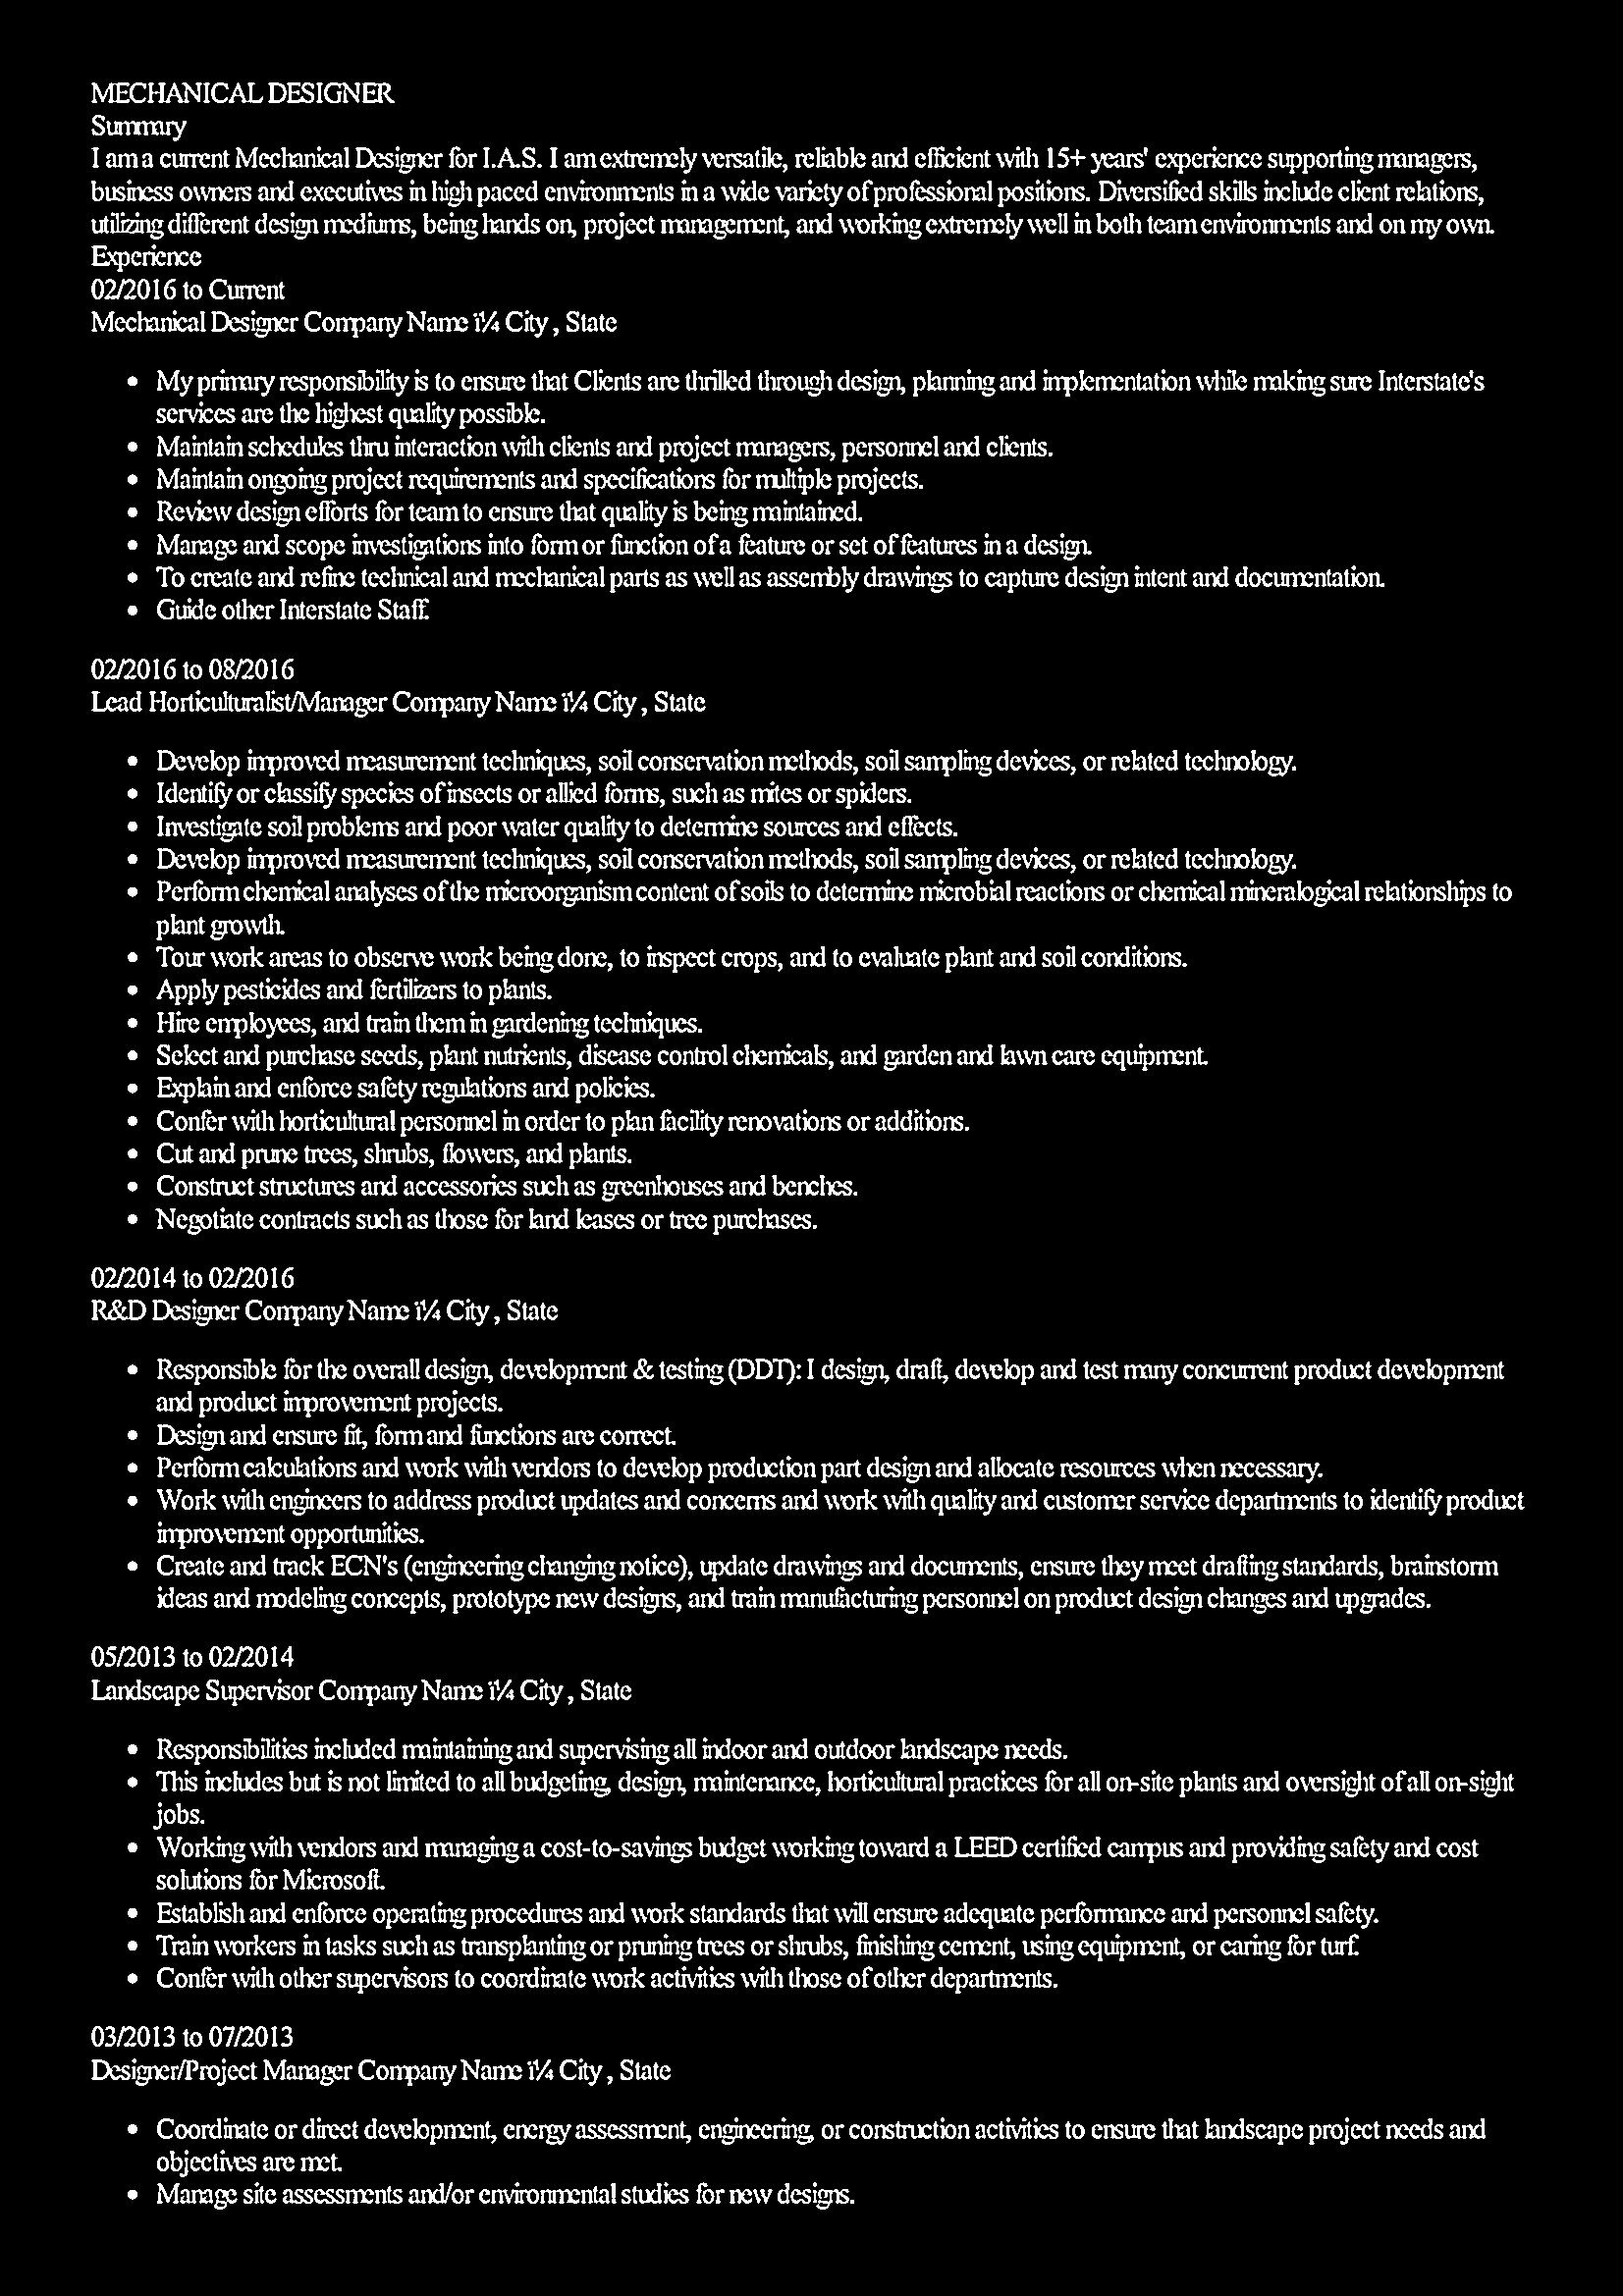 MECHANICAL DESIGNER
Summary
I am a current Mechanical Designer for I.A.S. I am extremely versatile, reliable and efficient with 15+ years' experience supporting managers,
business owners and executives in high paced environments in a wide variety of professional positions. Diversified skills include client relations,
utilizing different design mediums, being hands on, project management, and working extremely well in both team environments and on my own.
Experience
02/2016 to Current
Mechanical Designer Company Name ï¼ City , State
• My primary responsibility is to ensure that Clients are thrilled through design, planning and implementation while making sure Interstate's
services are the highest quality possible.
• Maintain schedules thru interaction with clients and project managers, personnel and clients.
• Maintain ongoing project requirements and specifications for multiple projects.
• Review design efforts for team to ensure that quality is being maintained.
• Manage and scope investigations into form or function of a feature or set of features in a design.
• To create and refine technical and mechanical parts as well as assembly drawings to capture design intent and documentation.
• Guide other Interstate Staff.
02/2016 to 08/2016
Lead Horticulturalist/Manager Company Name ï¼ City , State
• Develop improved measurement techniques, soil conservation methods, soil sampling devices, or related technology.
• Identify or classify species of insects or allied forms, such as mites or spiders.
• Investigate soil problems and poor water quality to determine sources and effects.
• Develop improved measurement techniques, soil conservation methods, soil sampling devices, or related technology.
• Perform chemical analyses of the microorganism content of soils to determine microbial reactions or chemical mineralogical relationships to
plant growth.
• Tour work areas to observe work being done, to inspect crops, and to evaluate plant and soil conditions.
• Apply pesticides and fertilizers to plants.
• Hire employees, and train them in gardening techniques.
• Select and purchase seeds, plant nutrients, disease control chemicals, and garden and lawn care equipment.
• Explain and enforce safety regulations and policies.
• Confer with horticultural personnel in order to plan facility renovations or additions.
• Cut and prune trees, shrubs, flowers, and plants.
• Construct structures and accessories such as greenhouses and benches.
• Negotiate contracts such as those for land leases or tree purchases.
02/2014 to 02/2016
R&D Designer Company Name ï¼ City , State
• Responsible for the overall design, development & testing (DDT): I design, draft, develop and test many concurrent product development
and product improvement projects.
• Design and ensure fit, form and functions are correct.
• Perform calculations and work with vendors to develop production part design and allocate resources when necessary.
• Work with engineers to address product updates and concerns and work with quality and customer service departments to identify product
improvement opportunities.
• Create and track ECN's (engineering changing notice), update drawings and documents, ensure they meet drafting standards, brainstorm
ideas and modeling concepts, prototype new designs, and train manufacturing personnel on product design changes and upgrades.
05/2013 to 02/2014
Landscape Supervisor Company Name ï¼ City , State
• Responsibilities included maintaining and supervising all indoor and outdoor landscape needs.
• This includes but is not limited to all budgeting, design, maintenance, horticultural practices for all on-site plants and oversight of all on-sight
jobs.
• Working with vendors and managing a cost-to-savings budget working toward a LEED certified campus and providing safety and cost
solutions for Microsoft.
• Establish and enforce operating procedures and work standards that will ensure adequate performance and personnel safety.
• Train workers in tasks such as transplanting or pruning trees or shrubs, finishing cement, using equipment, or caring for turf.
• Confer with other supervisors to coordinate work activities with those of other departments.
03/2013 to 07/2013
Designer/Project Manager Company Name ï¼ City , State
• Coordinate or direct development, energy assessment, engineering, or construction activities to ensure that landscape project needs and
objectives are met.
• Manage site assessments and/or environmental studies for new designs.